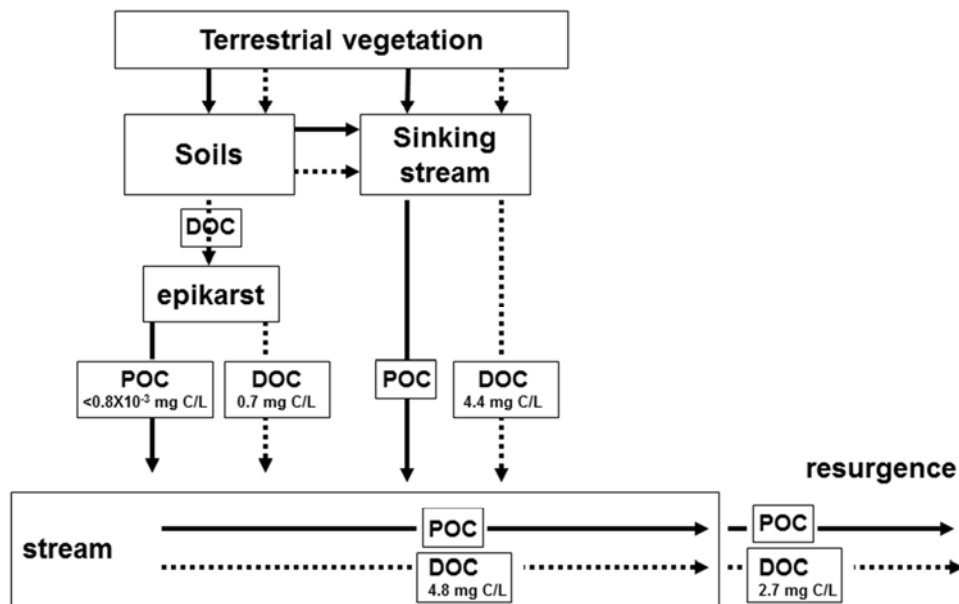 Terrestrial vegetation
Soils
Sinking
stream
DOC
epikarst
POC
<0.8X10⁻³ mg C/L
DOC
0.7 mg C/L
POC
DOC
4.4 mg C/L
resurgence
stream
POC
DOC
4.8 mg C/L
POC
DOC
2.7 mg C/L